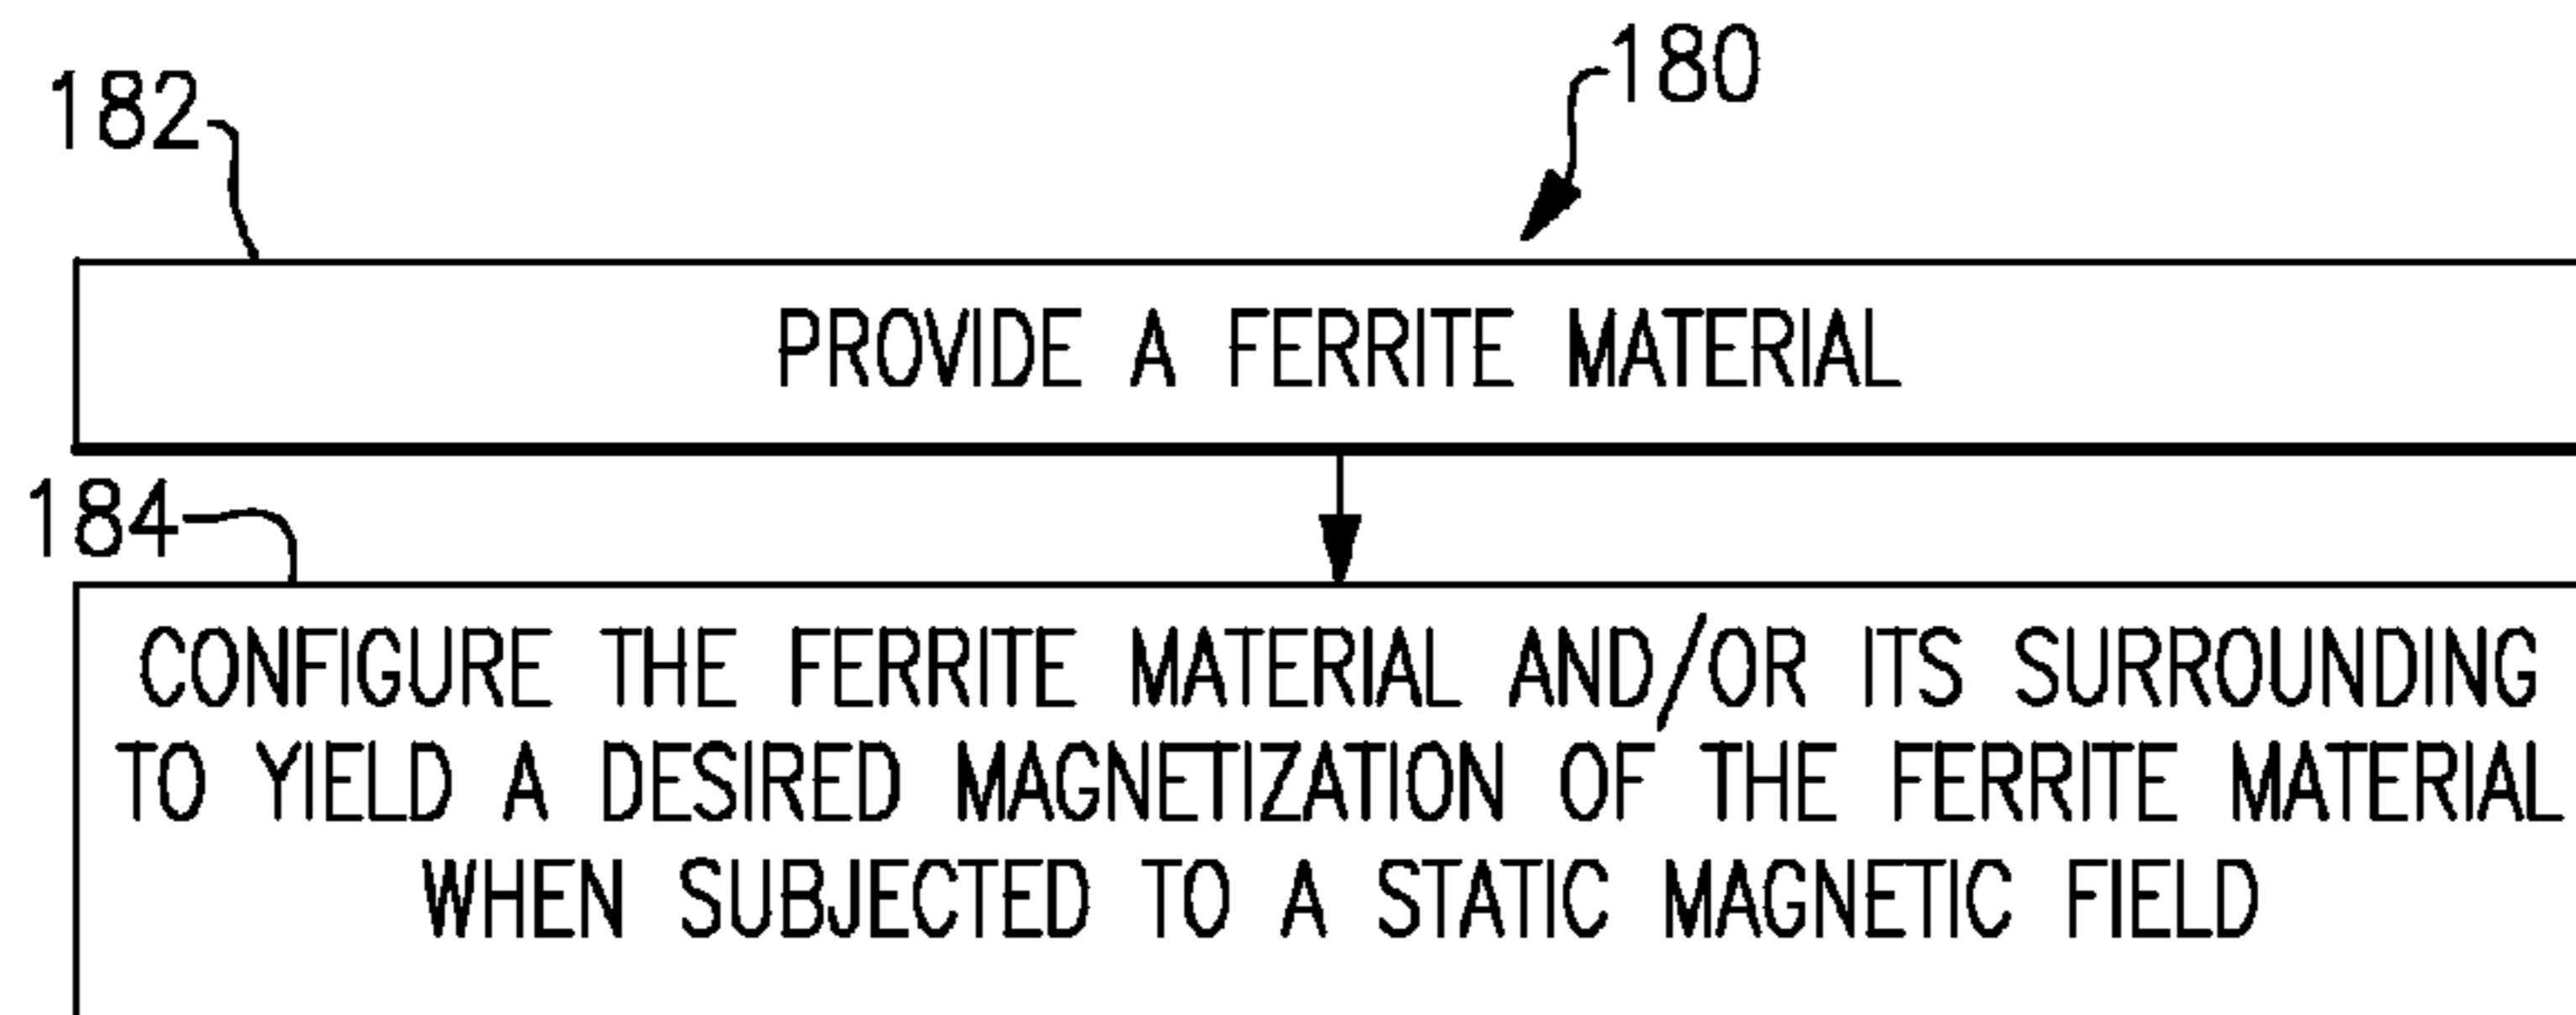 180
182
PROVIDE A FERRITE MATERIAL
184
CONFIGURE THE FERRITE MATERIAL AND/OR ITS SURROUNDING
TO YIELD A DESIRED MAGNETIZATION OF THE FERRITE MATERIAL
WHEN SUBJECTED TO A STATIC MAGNETIC FIELD